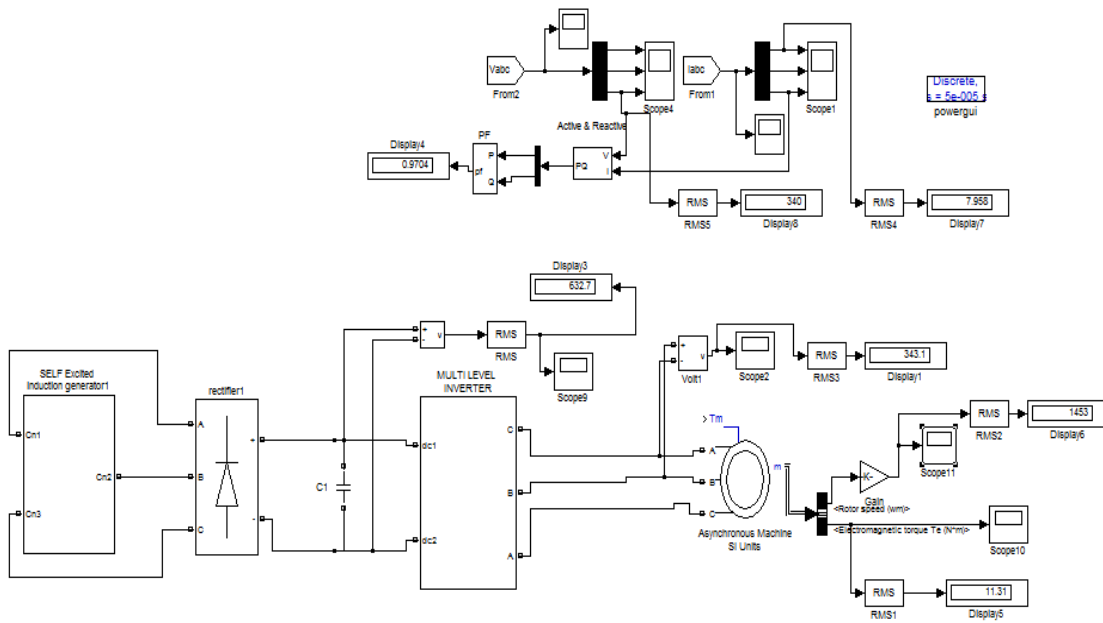 Vabc
From2
Scope4
Iabc
From1
Scope1
Discrete,
s = 5e-005 s
powergui
Active & Reactive
PF
Display4
0.9704
P
pf
Q
PQ
V
I
RMS
RMS5
340
Display8
RMS
RMS4
7.958
Display7
Display3
632.7
+
-
v
RMS
RMS
Scope9
+
-
v
Volt1
Scope2
RMS
RMS3
343.1
Display1
SELF Excited
Induction generator1
Cn1
Cn2
Cn3
rectifier1
A
B
C
+
-
C1
MULTI LEVEL
INVERTER
dc1
dc2
C
B
A
Tm
m
A
B
C
Asynchronous Machine
SI Units
K-
Gain
Scope11
RMS
RMS2
1453
Display6
<Rotor speed (wm)>
<Electromagnetic torque Te (N*m)>
Scope10
RMS
RMS1
11.31
Display5